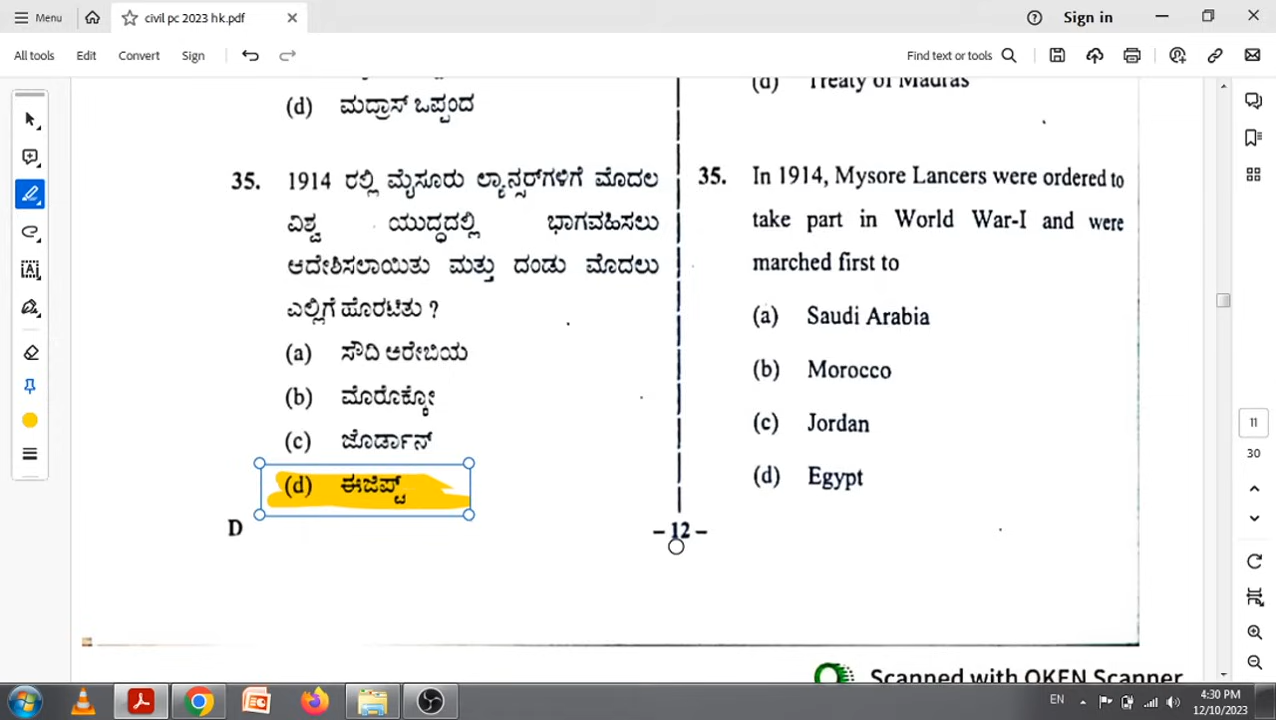 Menu
civil pc 2023 hk.pdf
Sign in
All tools
Edit
Convert
Sign
Find text or tools
(d) ಮದ್ರಾಸ್ ಒಪ್ಪಂದ
35. 1914 ರಲ್ಲಿ ಮೈಸೂರು ಲ್ಯಾನ್ಸರ್‌ಗಳಿಗೆ ಮೊದಲ
ವಿಶ್ವ ಯುದ್ಧದಲ್ಲಿ ಭಾಗವಹಿಸಲು
ಆದೇಶಿಸಲಾಯಿತು ಮತ್ತು ದಂಡು ಮೊದಲು
ಎಲ್ಲಿಗೆ ಹೊರಟಿತು ?
(a) ಸೌದಿ ಅರೇಬಿಯ
(b) ಮೊರೊಕ್ಕೋ
(c) ಜೊರ್ಡಾನ್
(d) ಈಜಿಪ್ಟ್
D
(d) Treaty of Madras
35. In 1914, Mysore Lancers were ordered to
take part in World War-I and were
marched first to
(a) Saudi Arabia
(b) Morocco
(c) Jordan
(d) Egypt
– 12 –
Scanned with OKEN Scanner
11
30
EN
4:30 PM
12/10/2023